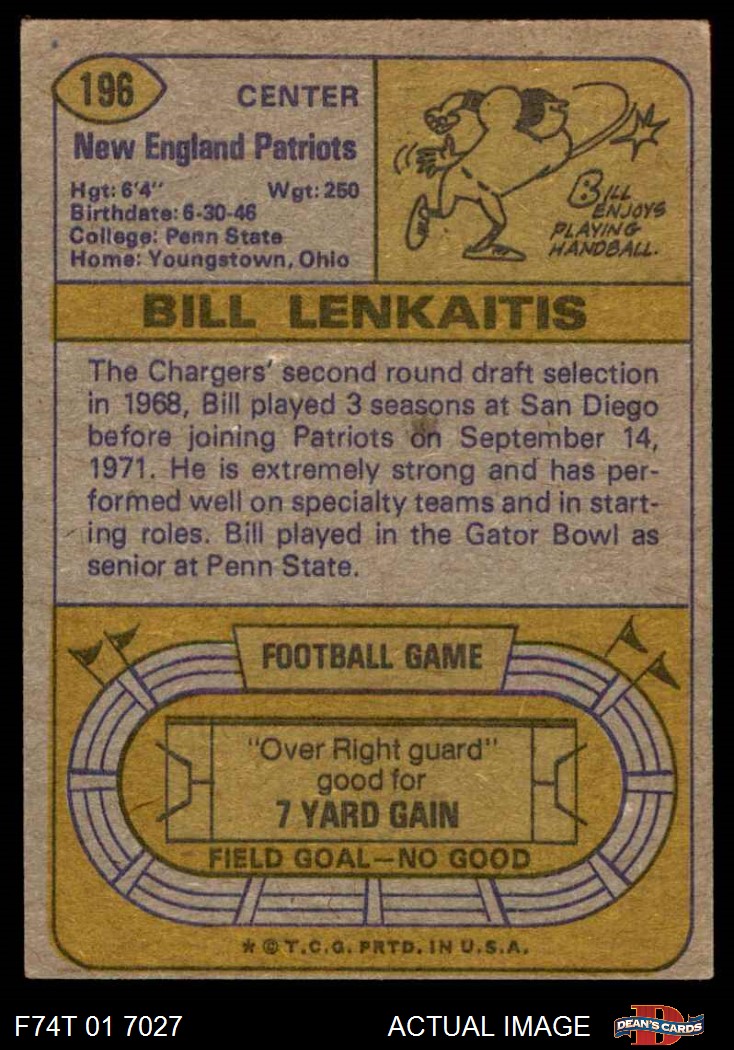 196
CENTER
New England Patriots
Hgt: 6'4" Wgt: 250
Birthdate: 6-30-46
College: Penn State
Home: Youngstown, Ohio
BILL
ENJOYS
PLAYING
HANDBALL.
BILL LENKAITIS
The Chargers' second round draft selection
in 1968, Bill played 3 seasons at San Diego
before joining Patriots on September 14,
1971. He is extremely strong and has per-
formed well on specialty teams and in start-
ing roles. Bill played in the Gator Bowl as
senior at Penn State.
FOOTBALL GAME
"Over Right guard"
good for
7 YARD GAIN
FIELD GOAL—NO GOOD
* © T.C.G. PRTD. IN U.S.A.
F74T 01 7027 ACTUAL IMAGE D DEAN'S CARDS